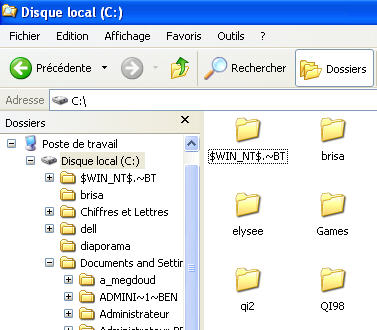 Disque local (C:)
Fichier Edition Affichage Favoris Outils ?
Précédente Rechercher Dossiers
Adresse C:\
Dossiers
Poste de travail
Disque local (C:)
$WIN_NT$.~BT
brisa
Chiffres et Lettres
dell
diaporama
Documents and Settin
a_megdoud
ADMINI~1~BEN
Administrateur
$WIN_NT$.~BT brisa
elysee Games
qi2 QI98